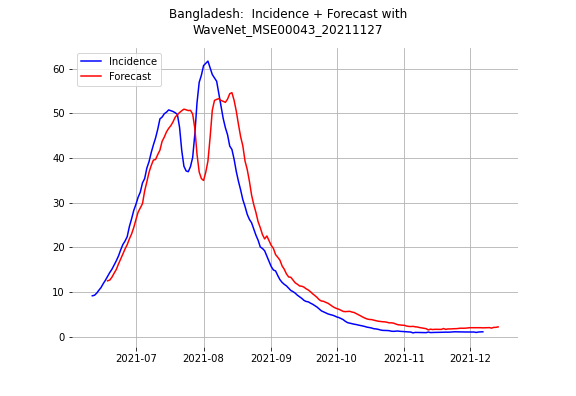 Bangladesh:  Incidence + Forecast with
WaveNet_MSE00043_20211127
Incidence
Forecast
60
50
40
30
20
10
0
2021-07 2021-08 2021-09 2021-10 2021-11 2021-12